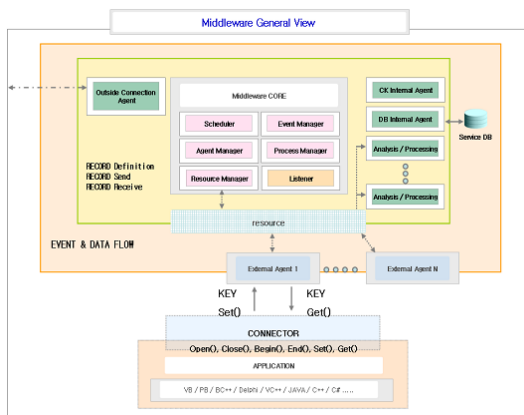 Middleware General View
Outside Connection
Agent
Middleware CORE
Scheduler
Event Manager
Agent Manager
Process Manager
Resource Manager
Listener
CK Internal Agent
DB Internal Agent
Service DB
Analysis / Processing
Analysis / Processing
RECORD Definition
RECORD Send
RECORD Receive
resource
EVENT & DATA FLOW
External Agent 1
External Agent N
KEY
Set()
KEY
Get()
CONNECTOR
Open(), Close(), Begin(), End(), Set(), Get()
APPLICATION
VB / PB / BC++ / Delphi / VC++ / JAVA / C++ / C# .....